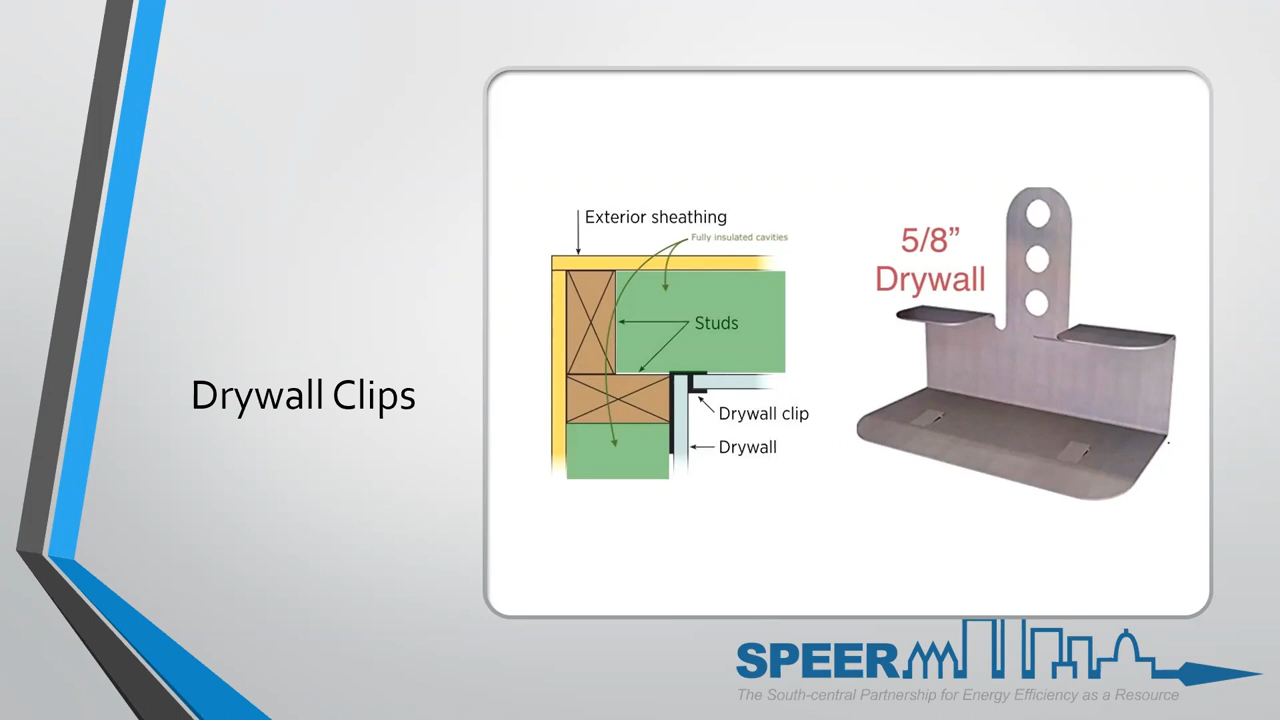 Drywall Clips
Exterior sheathing
Fully insulated cavities
Studs
Drywall clip
Drywall
5/8”
Drywall
SPEER
The South-central Partnership for Energy Efficiency as a Resource